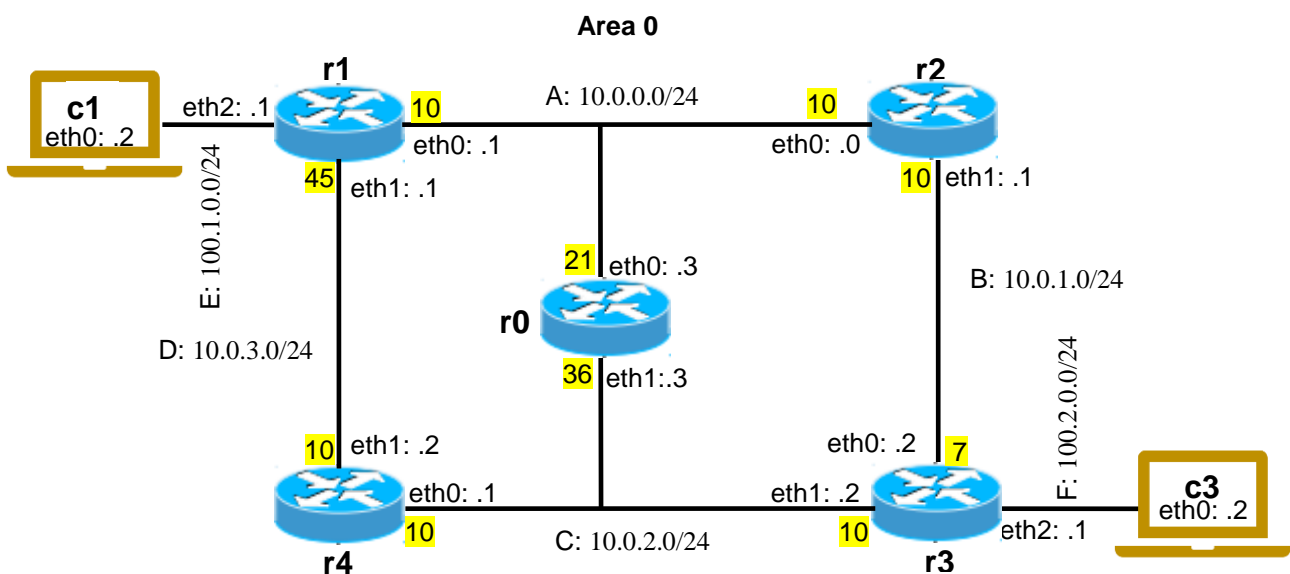 Area 0
r1
r2
c1
eth0: .2
eth2: .1
10
A: 10.0.0.0/24
10
eth0: .1
eth0: .0
45
eth1: .1
10
eth1: .1
E: 100.1.0.0/24
21
eth0: .3
B: 10.0.1.0/24
r0
D: 10.0.3.0/24
36
eth1:.3
F: 100.2.0.0/24
10
eth1: .2
eth0: .2
7
eth0: .1
eth1: .2
c3
eth0: .2
10
C: 10.0.2.0/24
10
eth2: .1
r4
r3